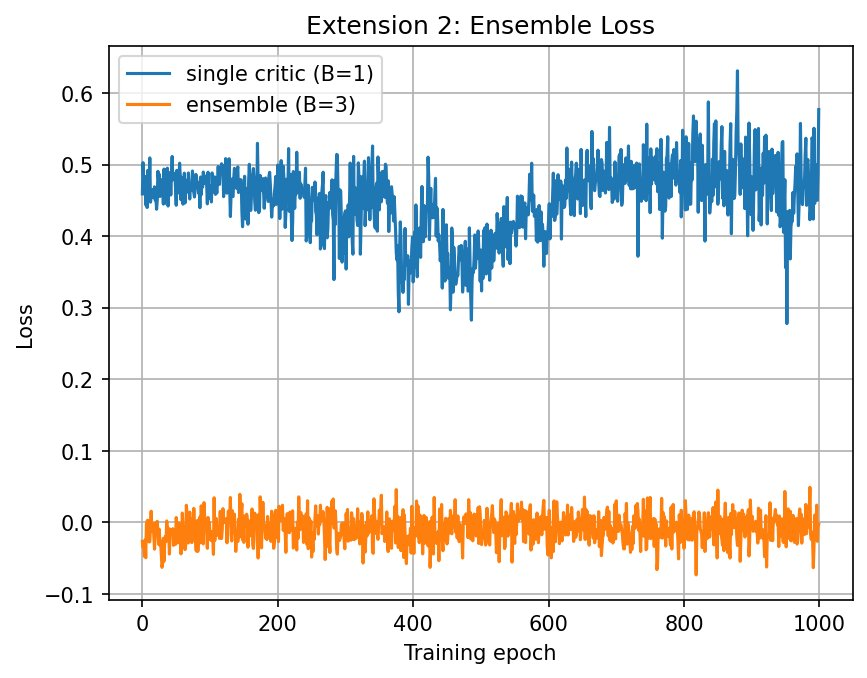 Extension 2: Ensemble Loss
single critic (B=1)
ensemble (B=3)
0.6
0.5
0.4
0.3
0.2
0.1
0.0
−0.1
Loss
0
200
400
600
800
1000
Training epoch